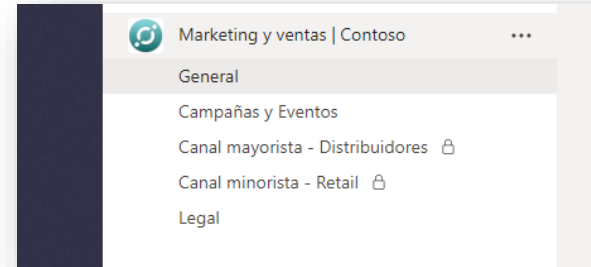 Marketing y ventas | Contoso ...
General
Campañas y Eventos
Canal mayorista - Distribuidores
Canal minorista - Retail
Legal